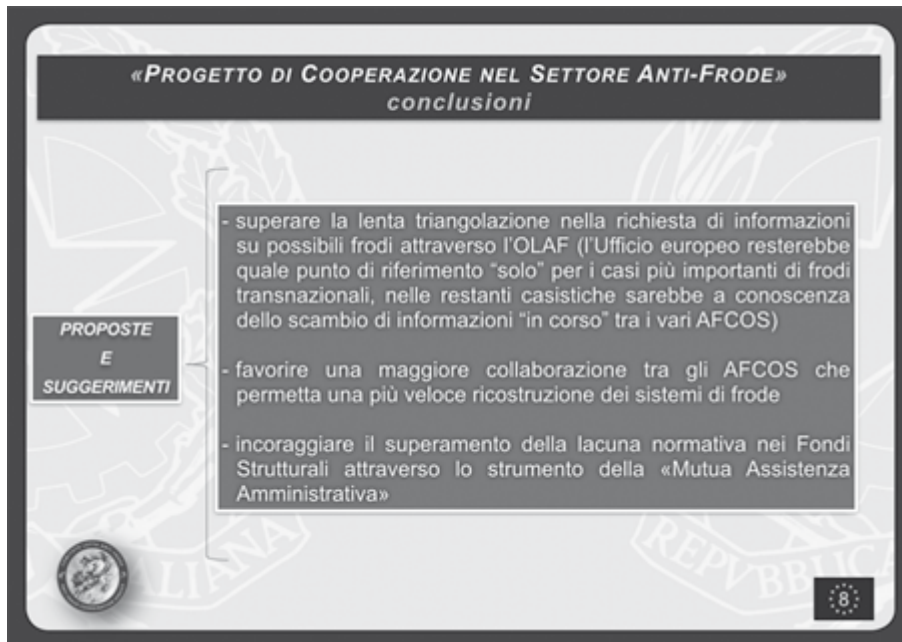 «PROGETTO DI COOPERAZIONE NEL SETTORE ANTI-FRODE»
conclusioni
PROPOSTE
E
SUGGERIMENTI
- superare la lenta triangolazione nella richiesta di informazioni
su possibili frodi attraverso l'OLAF (l'Ufficio europeo resterebbe
quale punto di riferimento "solo" per i casi più importanti di frodi
transnazionali, nelle restanti casistiche sarebbe a conoscenza
dello scambio di informazioni "in corso" tra i vari AFCOS)
- favorire una maggiore collaborazione tra gli AFCOS che
permetta una più veloce ricostruzione dei sistemi di frode
- incoraggiare il superamento della lacuna normativa nei Fondi
Strutturali attraverso lo strumento della «Mutua Assistenza
Amministrativa»
ALIANA
REPVBBLICA
8